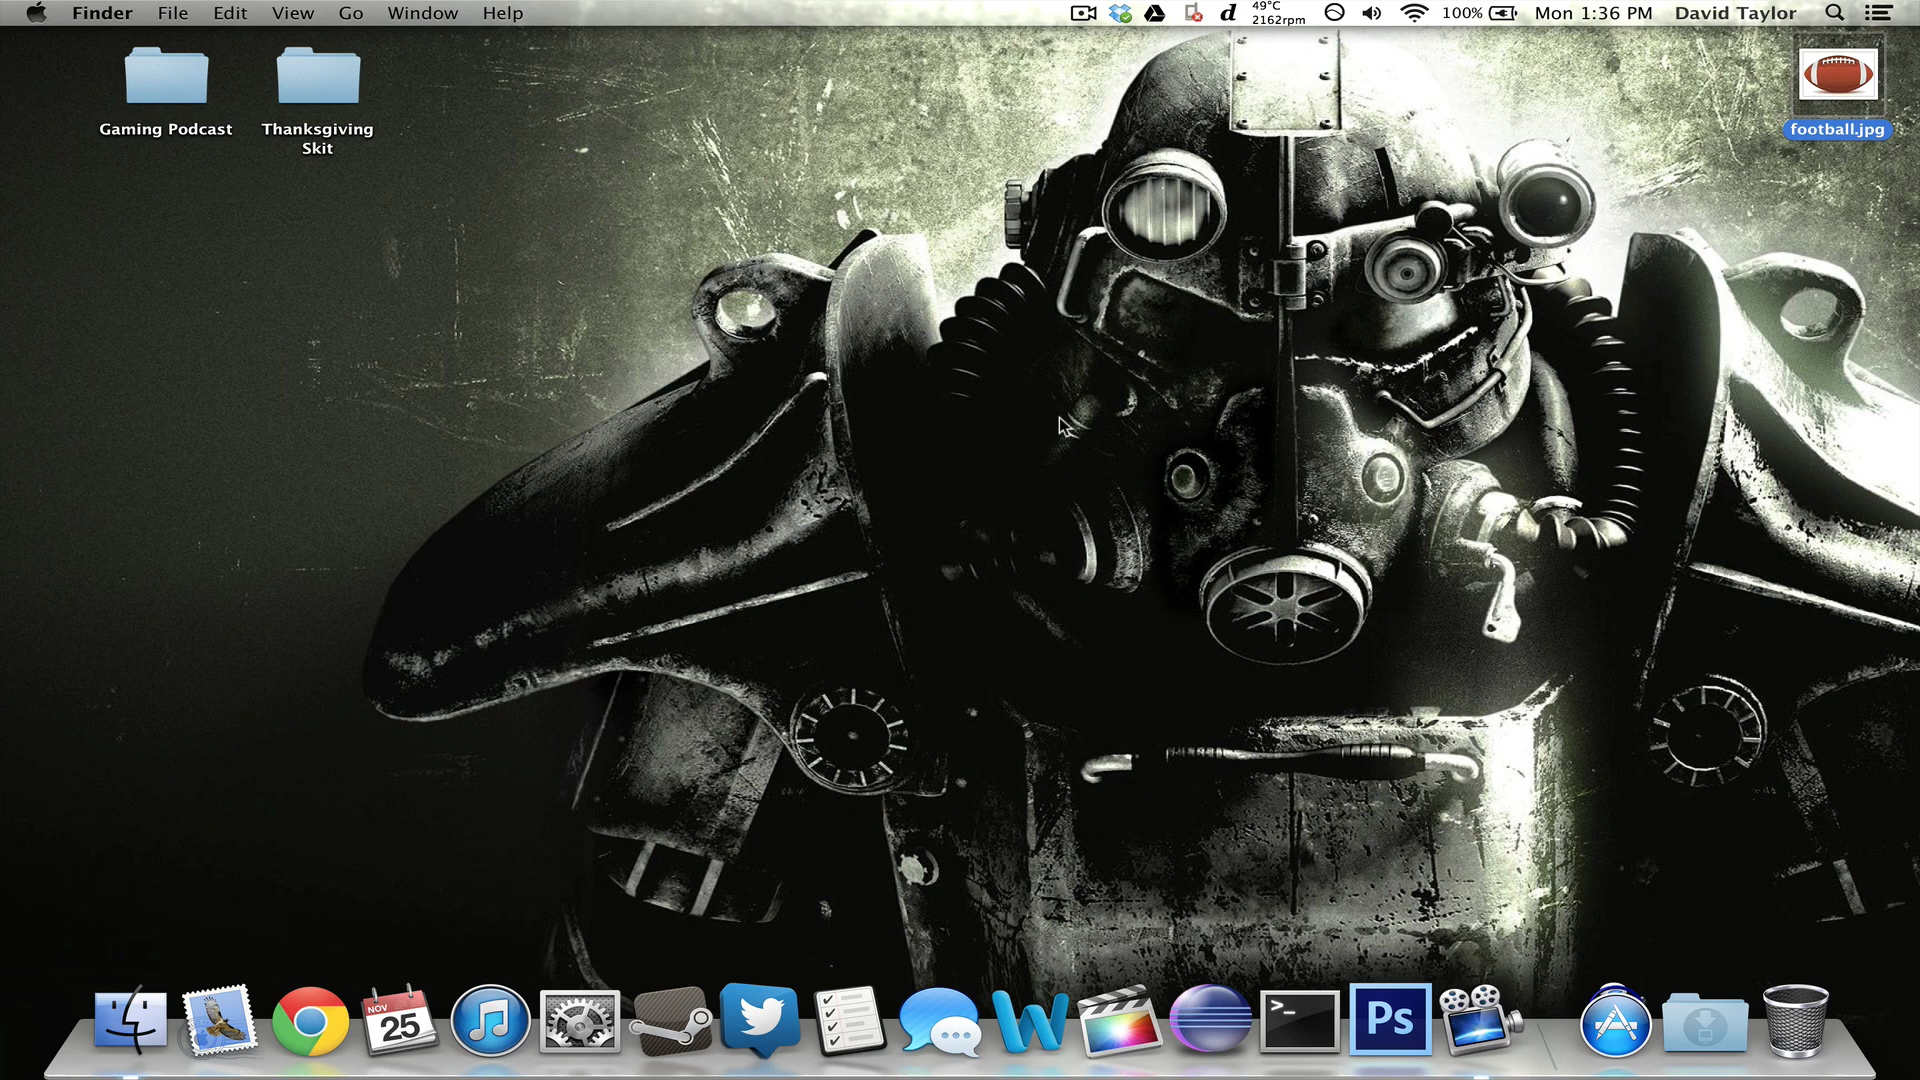 Finder File Edit View Go Window Help
d 49°C 100% Mon 1:36 PM David Taylor
2162rpm
Gaming Podcast
Thanksgiving
Skit
football.jpg
NOV
25
>_
Ps